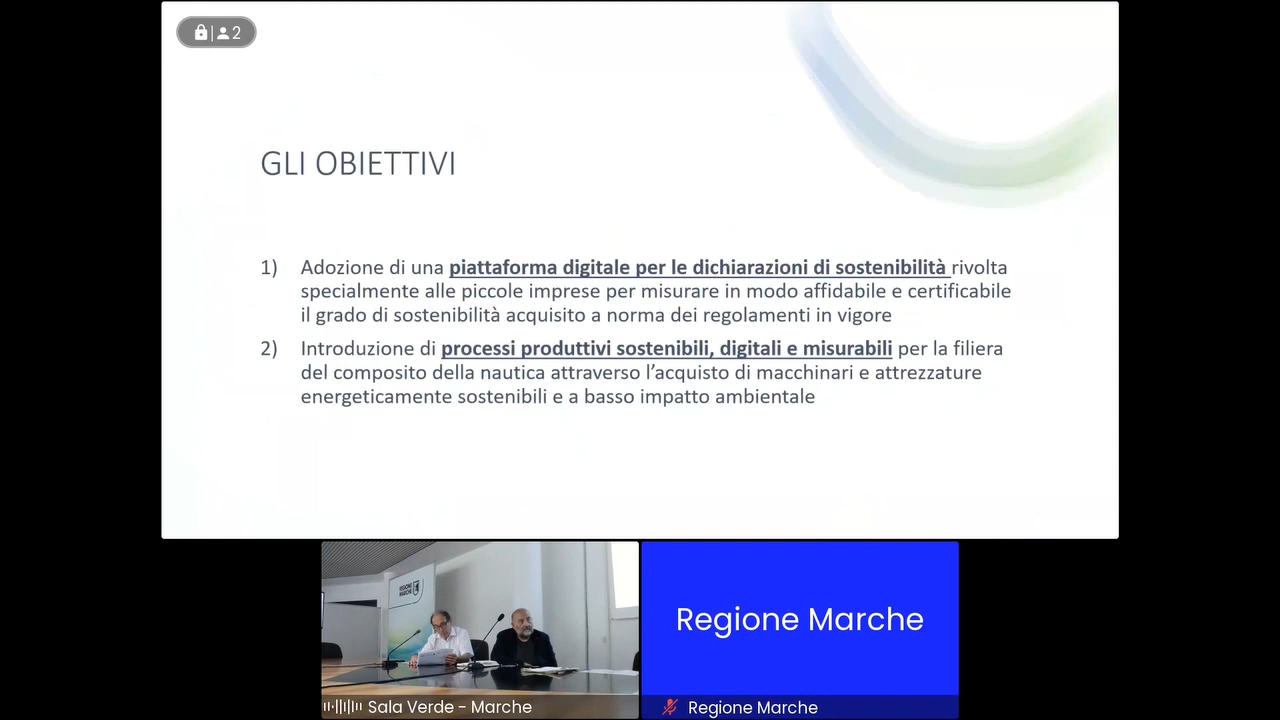 2
GLI OBIETTIVI
1) Adozione di una piattaforma digitale per le dichiarazioni di sostenibilità rivolta
specialmente alle piccole imprese per misurare in modo affidabile e certificabile
il grado di sostenibilità acquisito a norma dei regolamenti in vigore
2) Introduzione di processi produttivi sostenibili, digitali e misurabili per la filiera
del composito della nautica attraverso l’acquisto di macchinari e attrezzature
energeticamente sostenibili e a basso impatto ambientale
REGIONE
MARCHE
Regione Marche
Sala Verde - Marche
Regione Marche